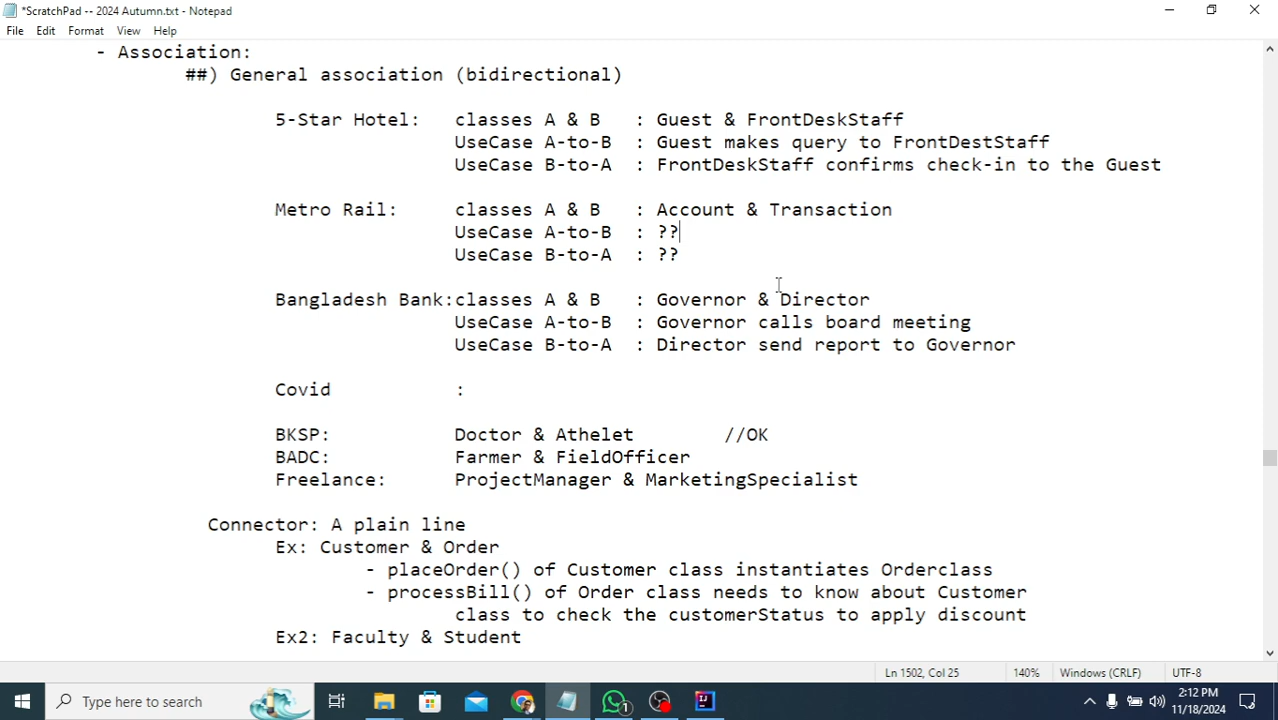 *ScratchPad -- 2024 Autumn.txt - Notepad
File Edit Format View Help
- Association:
##) General association (bidirectional)
5-Star Hotel: classes A & B : Guest & FrontDeskStaff
UseCase A-to-B : Guest makes query to FrontDestStaff
UseCase B-to-A : FrontDeskStaff confirms check-in to the Guest
Metro Rail: classes A & B : Account & Transaction
UseCase A-to-B : ??
UseCase B-to-A : ??
Bangladesh Bank:classes A & B : Governor & Director
UseCase A-to-B : Governor calls board meeting
UseCase B-to-A : Director send report to Governor
Covid :
BKSP: Doctor & Athelet //OK
BADC: Farmer & FieldOfficer
Freelance: ProjectManager & MarketingSpecialist
Connector: A plain line
Ex: Customer & Order
- placeOrder() of Customer class instantiates Orderclass
- processBill() of Order class needs to know about Customer
class to check the customerStatus to apply discount
Ex2: Faculty & Student
Ln 1502, Col 25 140% Windows (CRLF) UTF-8
Type here to search
1
2:12 PM
11/18/2024